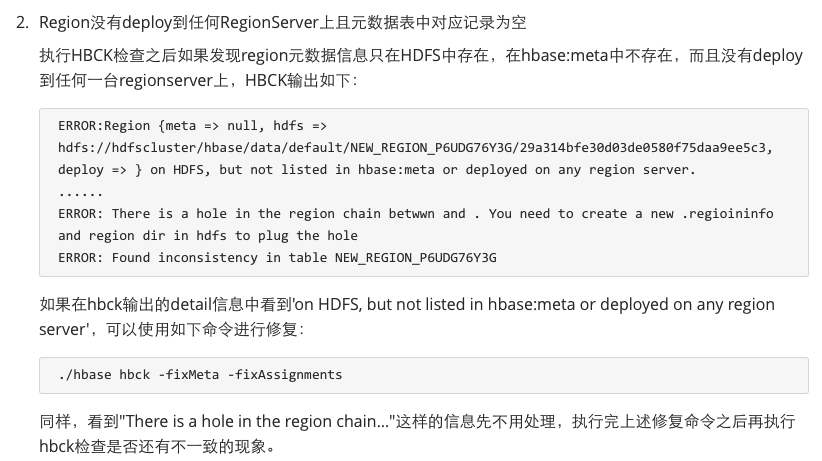 2. Region没有deploy到任何RegionServer上且元数据表中对应记录为空
执行HBCK检查之后如果发现region元数据信息只在HDFS中存在，在hbase:meta中不存在，而且没有deploy
到任何一台regionserver上，HBCK输出如下：
ERROR:Region {meta => null, hdfs =>
hdfs://hdfscluster/hbase/data/default/NEW_REGION_P6UDG76Y3G/29a314bfe30d03de0580f75daa9ee5c3,
deploy => } on HDFS, but not listed in hbase:meta or deployed on any region server.
......
ERROR: There is a hole in the region chain betwwn and . You need to create a new .regioininfo
and region dir in hdfs to plug the hole
ERROR: Found inconsistency in table NEW_REGION_P6UDG76Y3G
如果在hbck输出的detail信息中看到'on HDFS, but not listed in hbase:meta or deployed on any region
server'，可以使用如下命令进行修复：
./hbase hbck -fixMeta -fixAssignments
同样，看到"There is a hole in the region chain..."这样的信息先不用处理，执行完上述修复命令之后再执行
hbck检查是否还有不一致的现象。